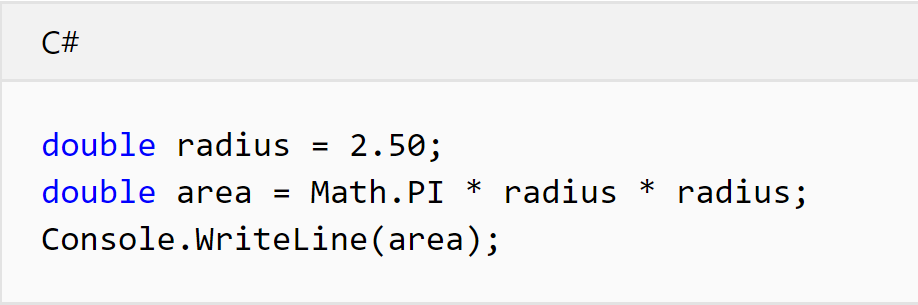 C#
double radius = 2.50;
double area = Math.PI * radius * radius;
Console.WriteLine(area);